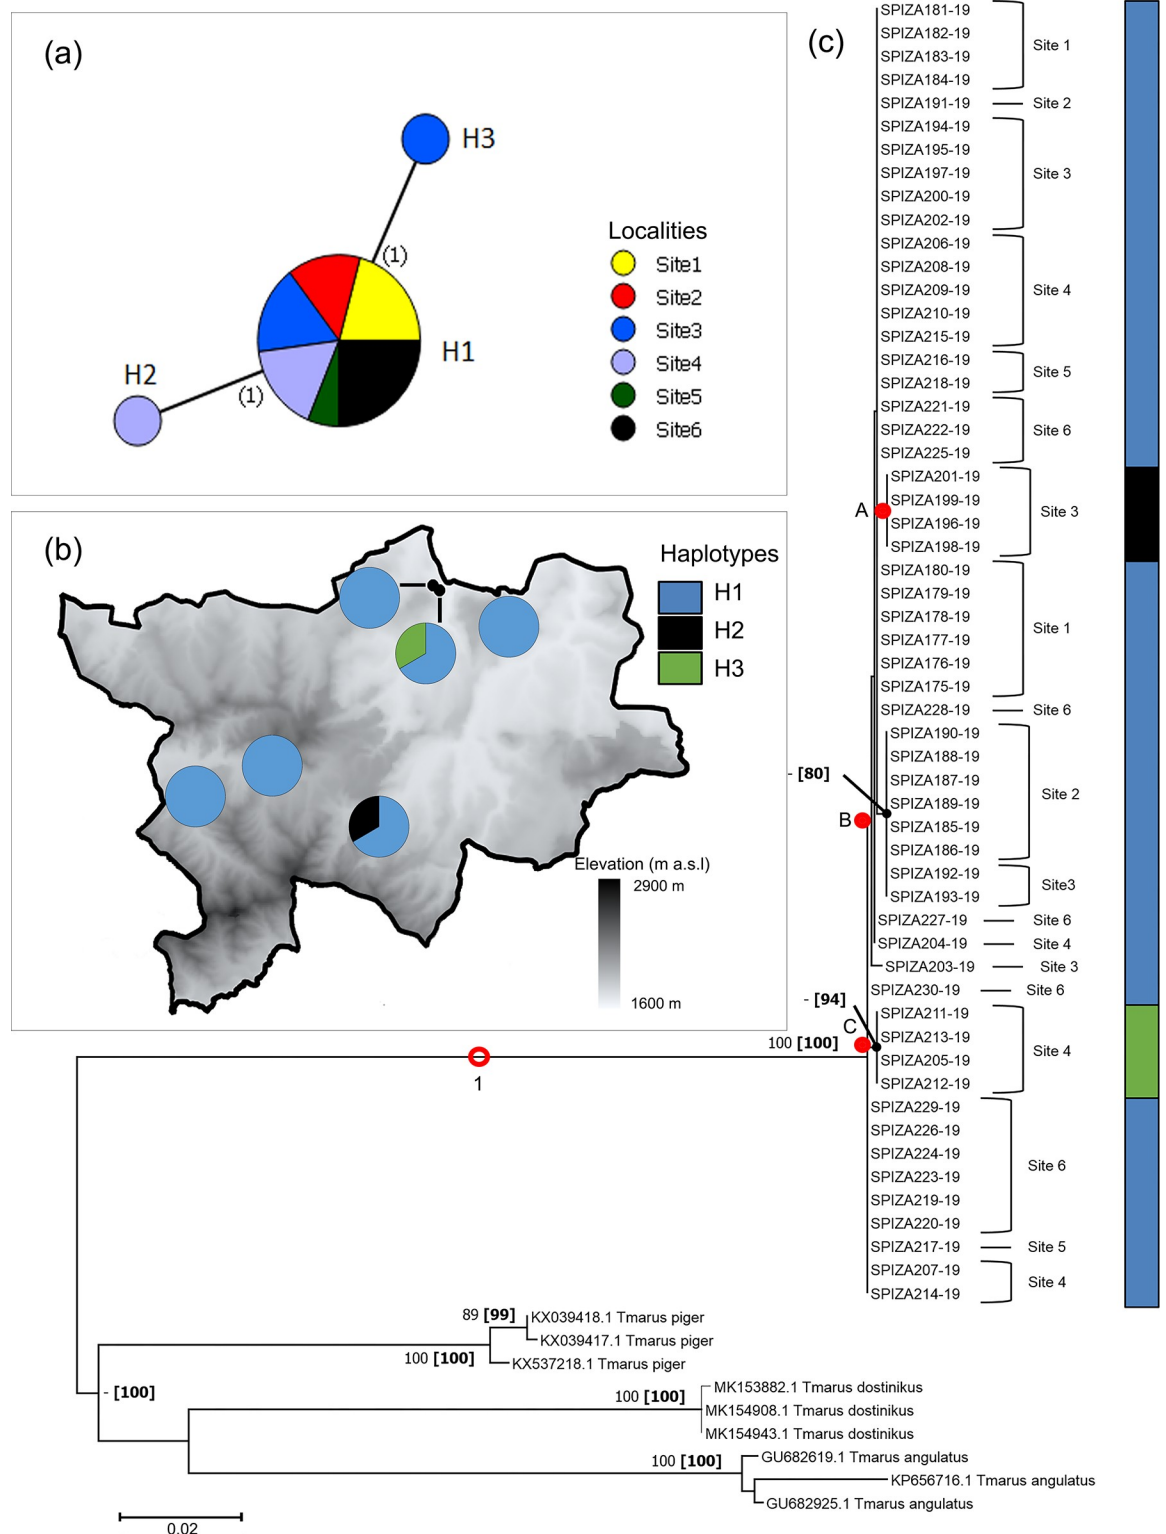 (a)
H3
(1)
H1
H2
(1)
Localities
Site1
Site2
Site3
Site4
Site5
Site6
(b)
Haplotypes
H1
H2
H3
Elevation (m a.s.l)
2900 m
1600 m
(c)
SPIZA181-19
SPIZA182-19
SPIZA183-19
SPIZA184-19
Site 1
SPIZA191-19
Site 2
SPIZA194-19
SPIZA195-19
SPIZA197-19
SPIZA200-19
SPIZA202-19
Site 3
SPIZA206-19
SPIZA208-19
SPIZA209-19
SPIZA210-19
SPIZA215-19
Site 4
SPIZA216-19
SPIZA218-19
Site 5
SPIZA221-19
SPIZA222-19
SPIZA225-19
Site 6
A
SPIZA201-19
SPIZA199-19
SPIZA196-19
SPIZA198-19
Site 3
SPIZA180-19
SPIZA179-19
SPIZA178-19
SPIZA177-19
SPIZA176-19
SPIZA175-19
Site 1
SPIZA228-19
Site 6
- [80]
B
SPIZA190-19
SPIZA188-19
SPIZA187-19
SPIZA189-19
SPIZA185-19
SPIZA186-19
Site 2
SPIZA192-19
SPIZA193-19
Site3
SPIZA227-19
Site 6
SPIZA204-19
Site 4
SPIZA203-19
Site 3
SPIZA230-19
Site 6
- [94]
C
100 [100]
1
SPIZA211-19
SPIZA213-19
SPIZA205-19
SPIZA212-19
Site 4
SPIZA229-19
SPIZA226-19
SPIZA224-19
SPIZA223-19
SPIZA219-19
SPIZA220-19
Site 6
SPIZA217-19
Site 5
SPIZA207-19
SPIZA214-19
Site 4
89 [99]
KX039418.1 Tmarus piger
KX039417.1 Tmarus piger
100 [100]
KX537218.1 Tmarus piger
- [100]
100 [100]
MK153882.1 Tmarus dostinikus
MK154908.1 Tmarus dostinikus
MK154943.1 Tmarus dostinikus
100 [100]
GU682619.1 Tmarus angulatus
KP656716.1 Tmarus angulatus
GU682925.1 Tmarus angulatus
0.02